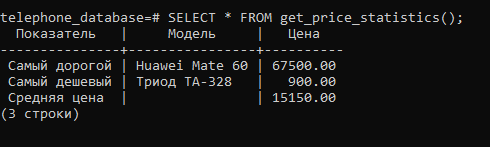 telephone_database=# SELECT * FROM get_price_statistics();
Показатель | Модель | Цена
---------------+----------------+----------
Самый дорогой | Huawei Mate 60 | 67500.00
Самый дешевый | Триод TA-328 | 900.00
Средняя цена | | 15150.00
(3 строки)